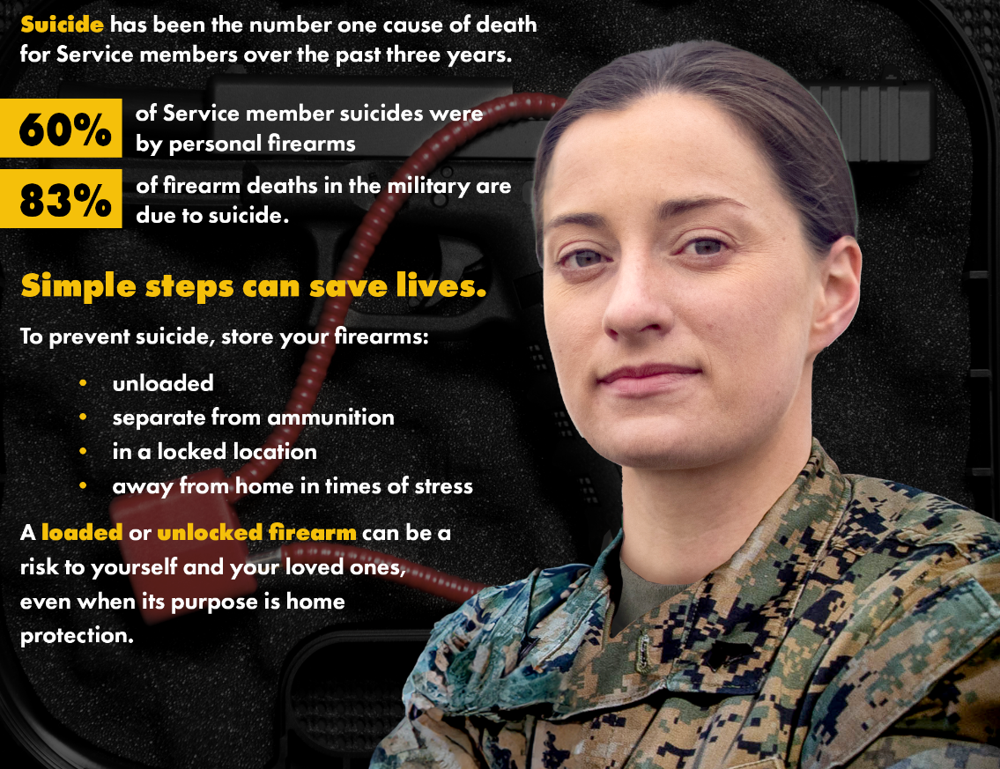 Suicide has been the number one cause of death
for Service members over the past three years.
60%
of Service member suicides were
by personal firearms
83%
of firearm deaths in the military are
due to suicide.
Simple steps can save lives.
To prevent suicide, store your firearms:
• unloaded
• separate from ammunition
• in a locked location
• away from home in times of stress
A loaded or unlocked firearm can be a
risk to yourself and your loved ones,
even when its purpose is home
protection.